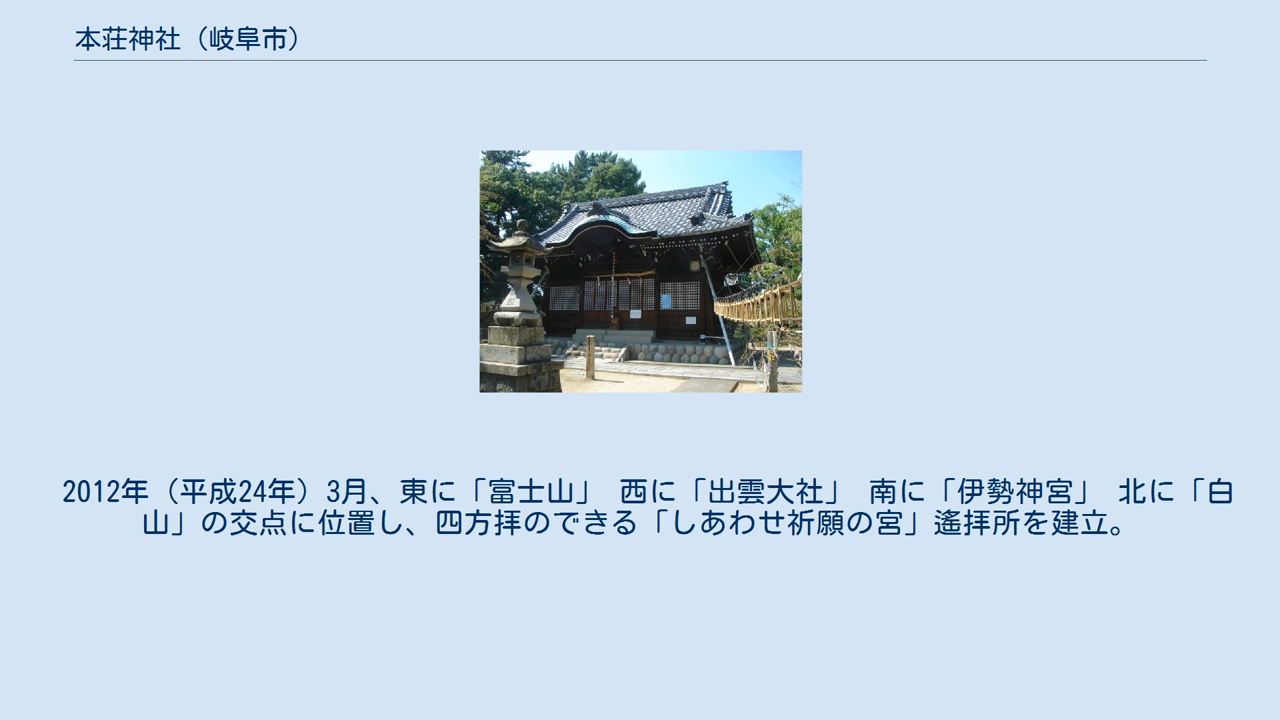 本荘神社（岐阜市）
2012年（平成24年）3月、東に「富士山」 西に「出雲大社」 南に「伊勢神宮」 北に「白
山」の交点に位置し、四方拝のできる「しあわせ祈願の宮」遙拝所を建立。